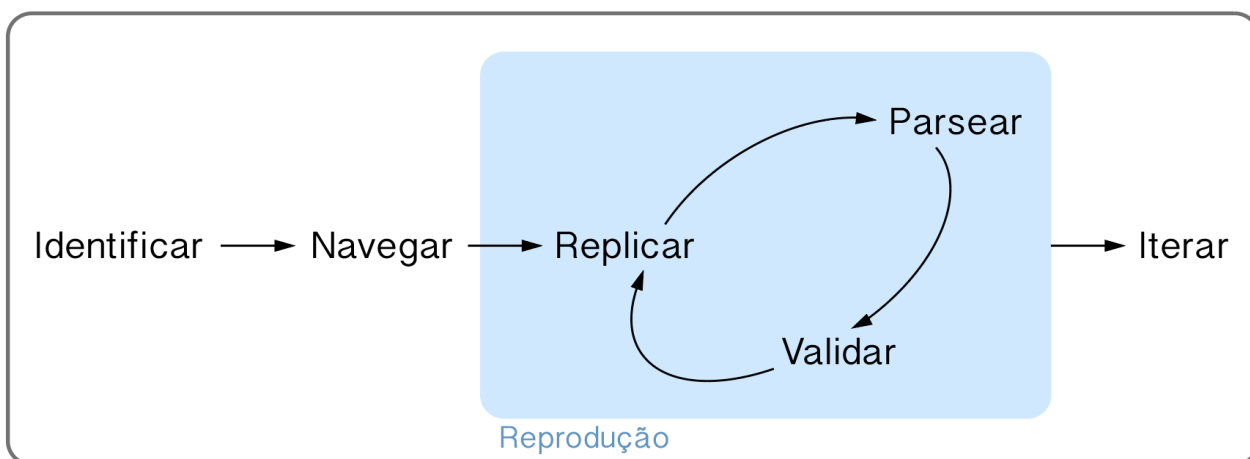 Identificar
Navegar
Replicar
Parsear
Validar
Iterar
Reprodução